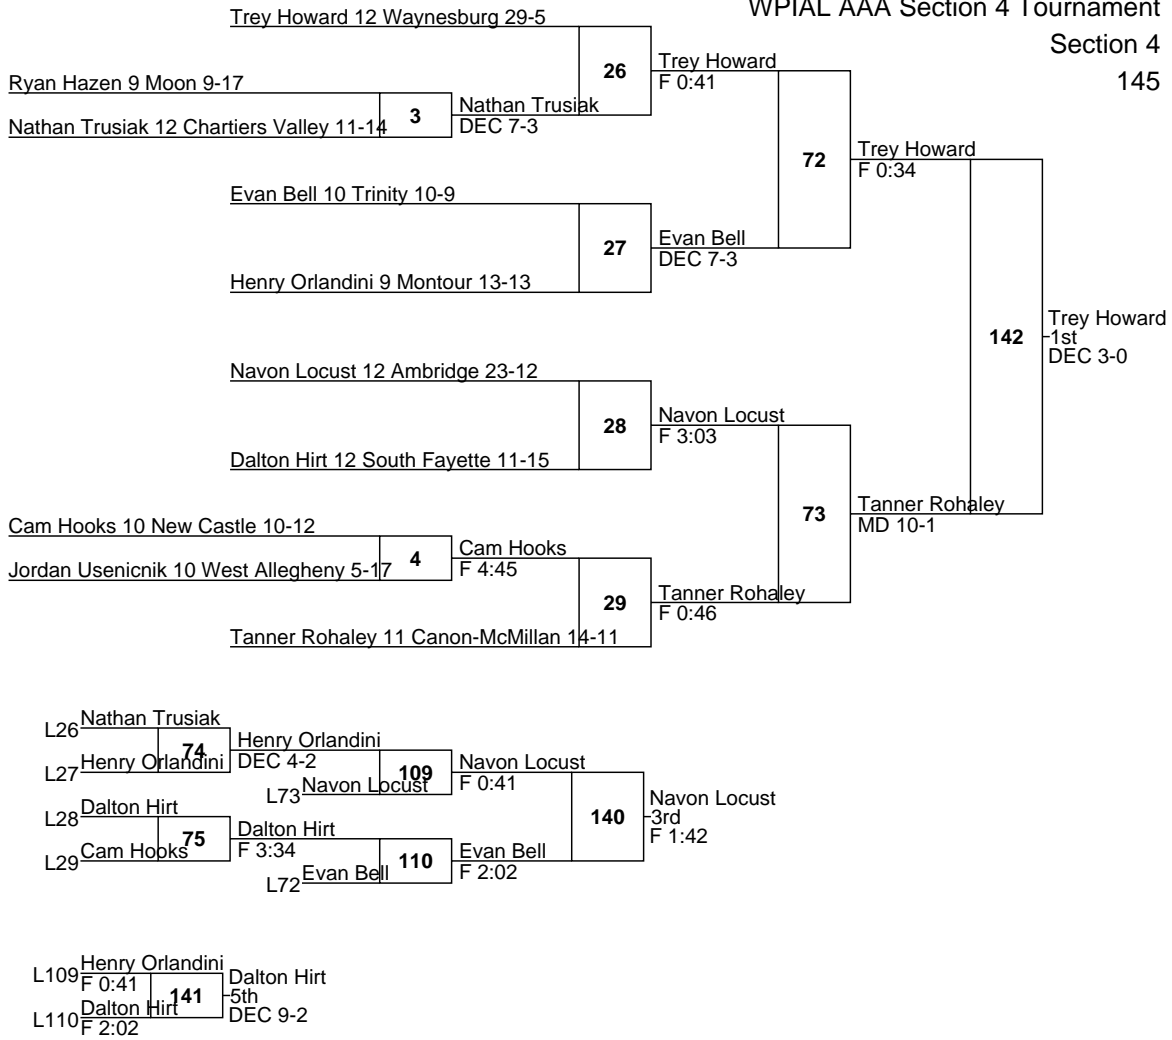 WPIAL AAA Section 4 Tournament
Section 4
145
Trey Howard 12 Waynesburg 29-5
26
Trey Howard
F 0:41
Ryan Hazen 9 Moon 9-17
3
Nathan Trusiak
DEC 7-3
Nathan Trusiak 12 Chartiers Valley 11-14
72
Trey Howard
F 0:34
Evan Bell 10 Trinity 10-9
27
Evan Bell
DEC 7-3
Henry Orlandini 9 Montour 13-13
142
Trey Howard
1st
DEC 3-0
Navon Locust 12 Ambridge 23-12
28
Navon Locust
F 3:03
Dalton Hirt 12 South Fayette 11-15
73
Tanner Rohaley
MD 10-1
Cam Hooks 10 New Castle 10-12
4
Cam Hooks
F 4:45
Jordan Usenicnik 10 West Allegheny 5-17
29
Tanner Rohaley
F 0:46
Tanner Rohaley 11 Canon-McMillan 14-11
L26 Nathan Trusiak
74
Henry Orlandini
DEC 4-2
L27 Henry Orlandini
109
Navon Locust
F 0:41
L73 Navon Locust
L28 Dalton Hirt
75
Dalton Hirt
F 3:34
L29 Cam Hooks
110
Evan Bell
F 2:02
L72 Evan Bell
140
Navon Locust
3rd
F 1:42
L109 Henry Orlandini
F 0:41
141
Dalton Hirt
5th
DEC 9-2
L110 Dalton Hirt
F 2:02